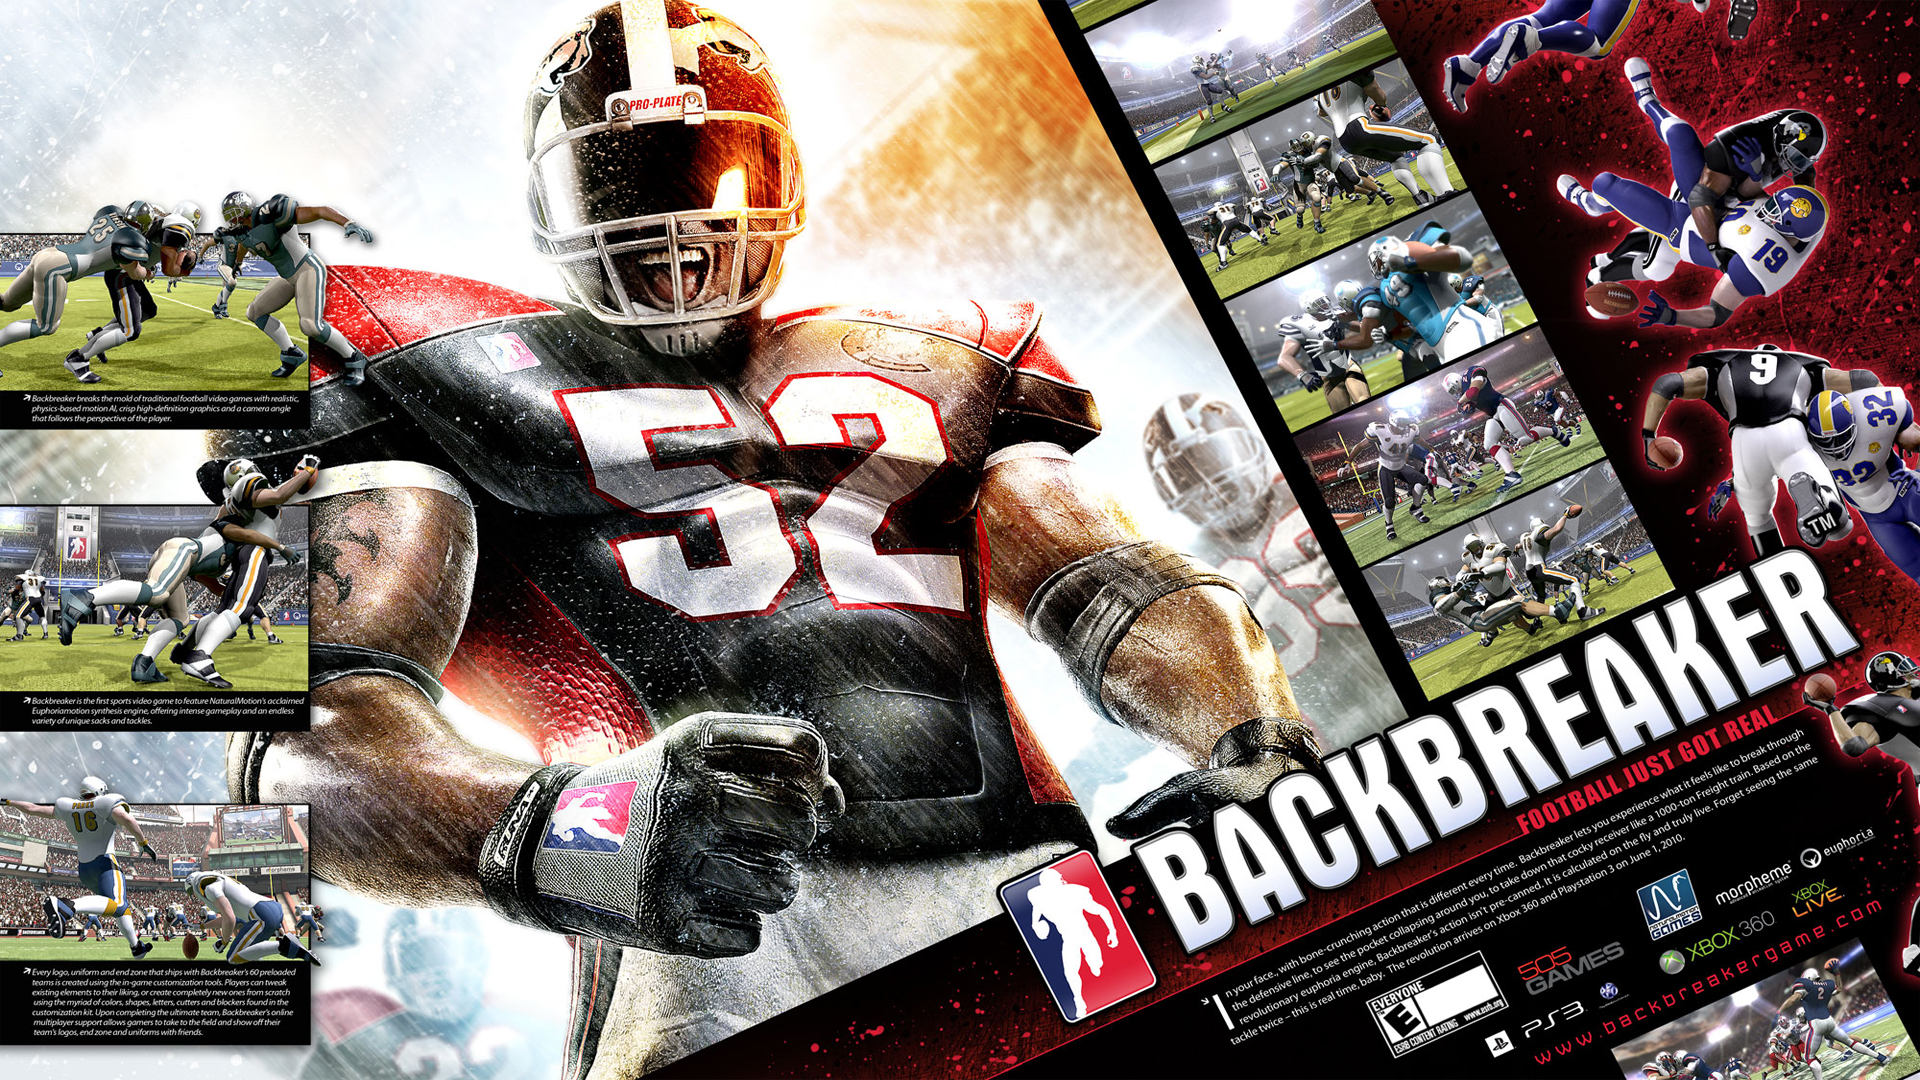 PRO-PLATE
52
25
Backbreaker breaks the mold of traditional football video games with realistic,
physics-based motion AI, crisp high-definition graphics and a camera angle
that follows the perspective of the player.
31
Backbreaker is the first sports video game to feature NaturalMotion's acclaimed
Euphoriamotion synthesis engine, offering intense gameplay and an endless
variety of unique sacks and tackles.
PARKS
16
euphoria
morpheme
Every logo, uniform and end zone that ships with Backbreaker's 60 preloaded
teams is created using the in-game customization tools. Players can tweak
existing elements to their liking, or create completely new ones from scratch
using the myriad of colors, shapes, letters, cutters and blockers found in the
customization kit. Upon completing the ultimate team, Backbreaker's online
multiplayer support allows gamers to take to the field and show off their
team's logos, end zone and uniforms with friends.
19
9
32
32
TM
BACKBREAKER
FOOTBALL JUST GOT REAL
In your face., with bone-crunching action that is different every time. Backbreaker lets you experience what it feels like to break through
the defensive line, to see the pocket collapsing around you, to take down that cocky receiver like a 1000-ton Freight train. Based on the
revolutionary euphoria engine, Backbreaker's action isn't pre-canned. It is calculated on the fly and truly live. Forget seeing the same
tackle twice – this is real time, baby. The revolution arrives on Xbox 360 and Playstation 3 on June 1, 2010.
EVERYONE
E
ESRB CONTENT RATING www.esrb.org
505
GAMES
NATURALMOTION
GAMES
morpheme
euphoria
XBOX 360
XBOX
LIVE
PS3
www.backbreakergame.com
2